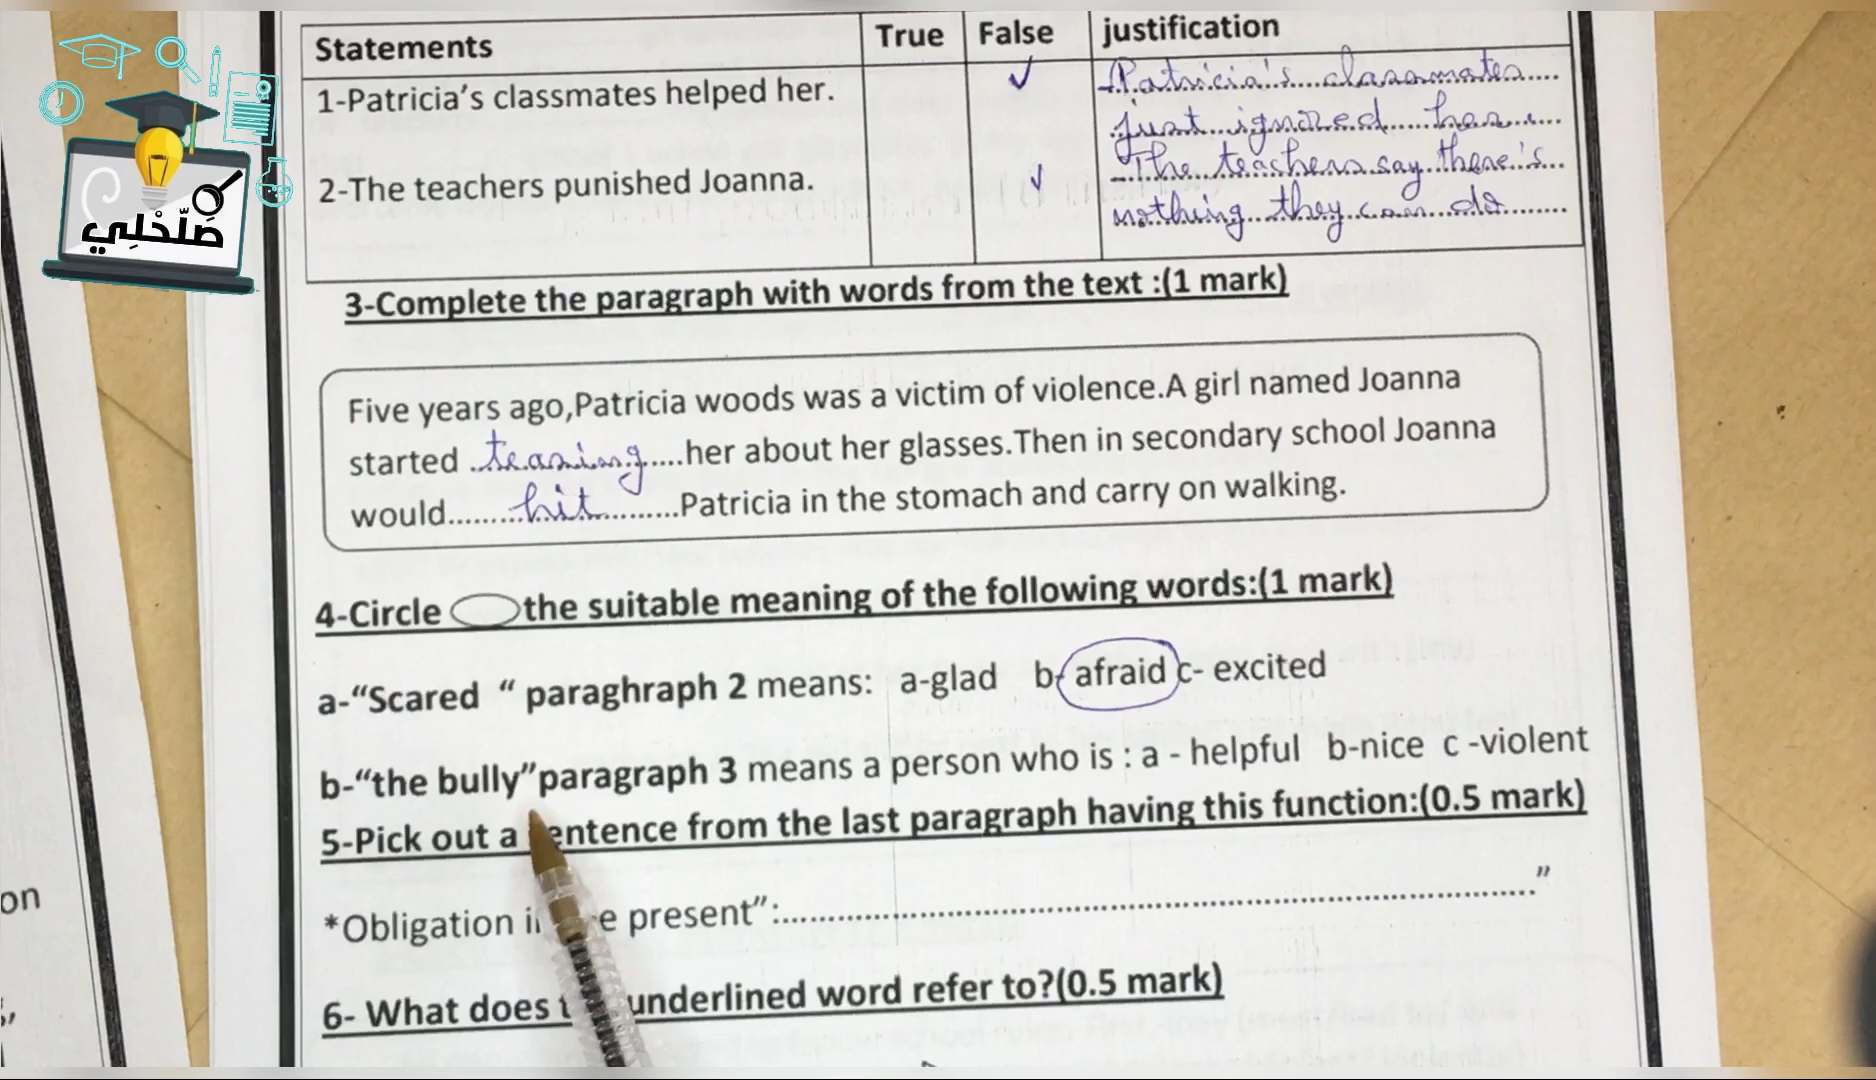 Statements True False justification
1-Patricia's classmates helped her. ✓ Patricia's classmates
just ignored her.
2-The teachers punished Joanna. ✓ The teachers say there's
nothing they can do
صَلّحْلِي
3-Complete the paragraph with words from the text :(1 mark)
Five years ago,Patricia woods was a victim of violence.A girl named Joanna
started teasing her about her glasses.Then in secondary school Joanna
would hit Patricia in the stomach and carry on walking.
4-Circle the suitable meaning of the following words:(1 mark)
a-“Scared “ paraghraph 2 means: a-glad b- afraid c- excited
b-“the bully”paragraph 3 means a person who is : a - helpful b-nice c -violent
5-Pick out a sentence from the last paragraph having this function:(0.5 mark)
*Obligation in the present”:..........”
6- What does the underlined word refer to?(0.5 mark)
on